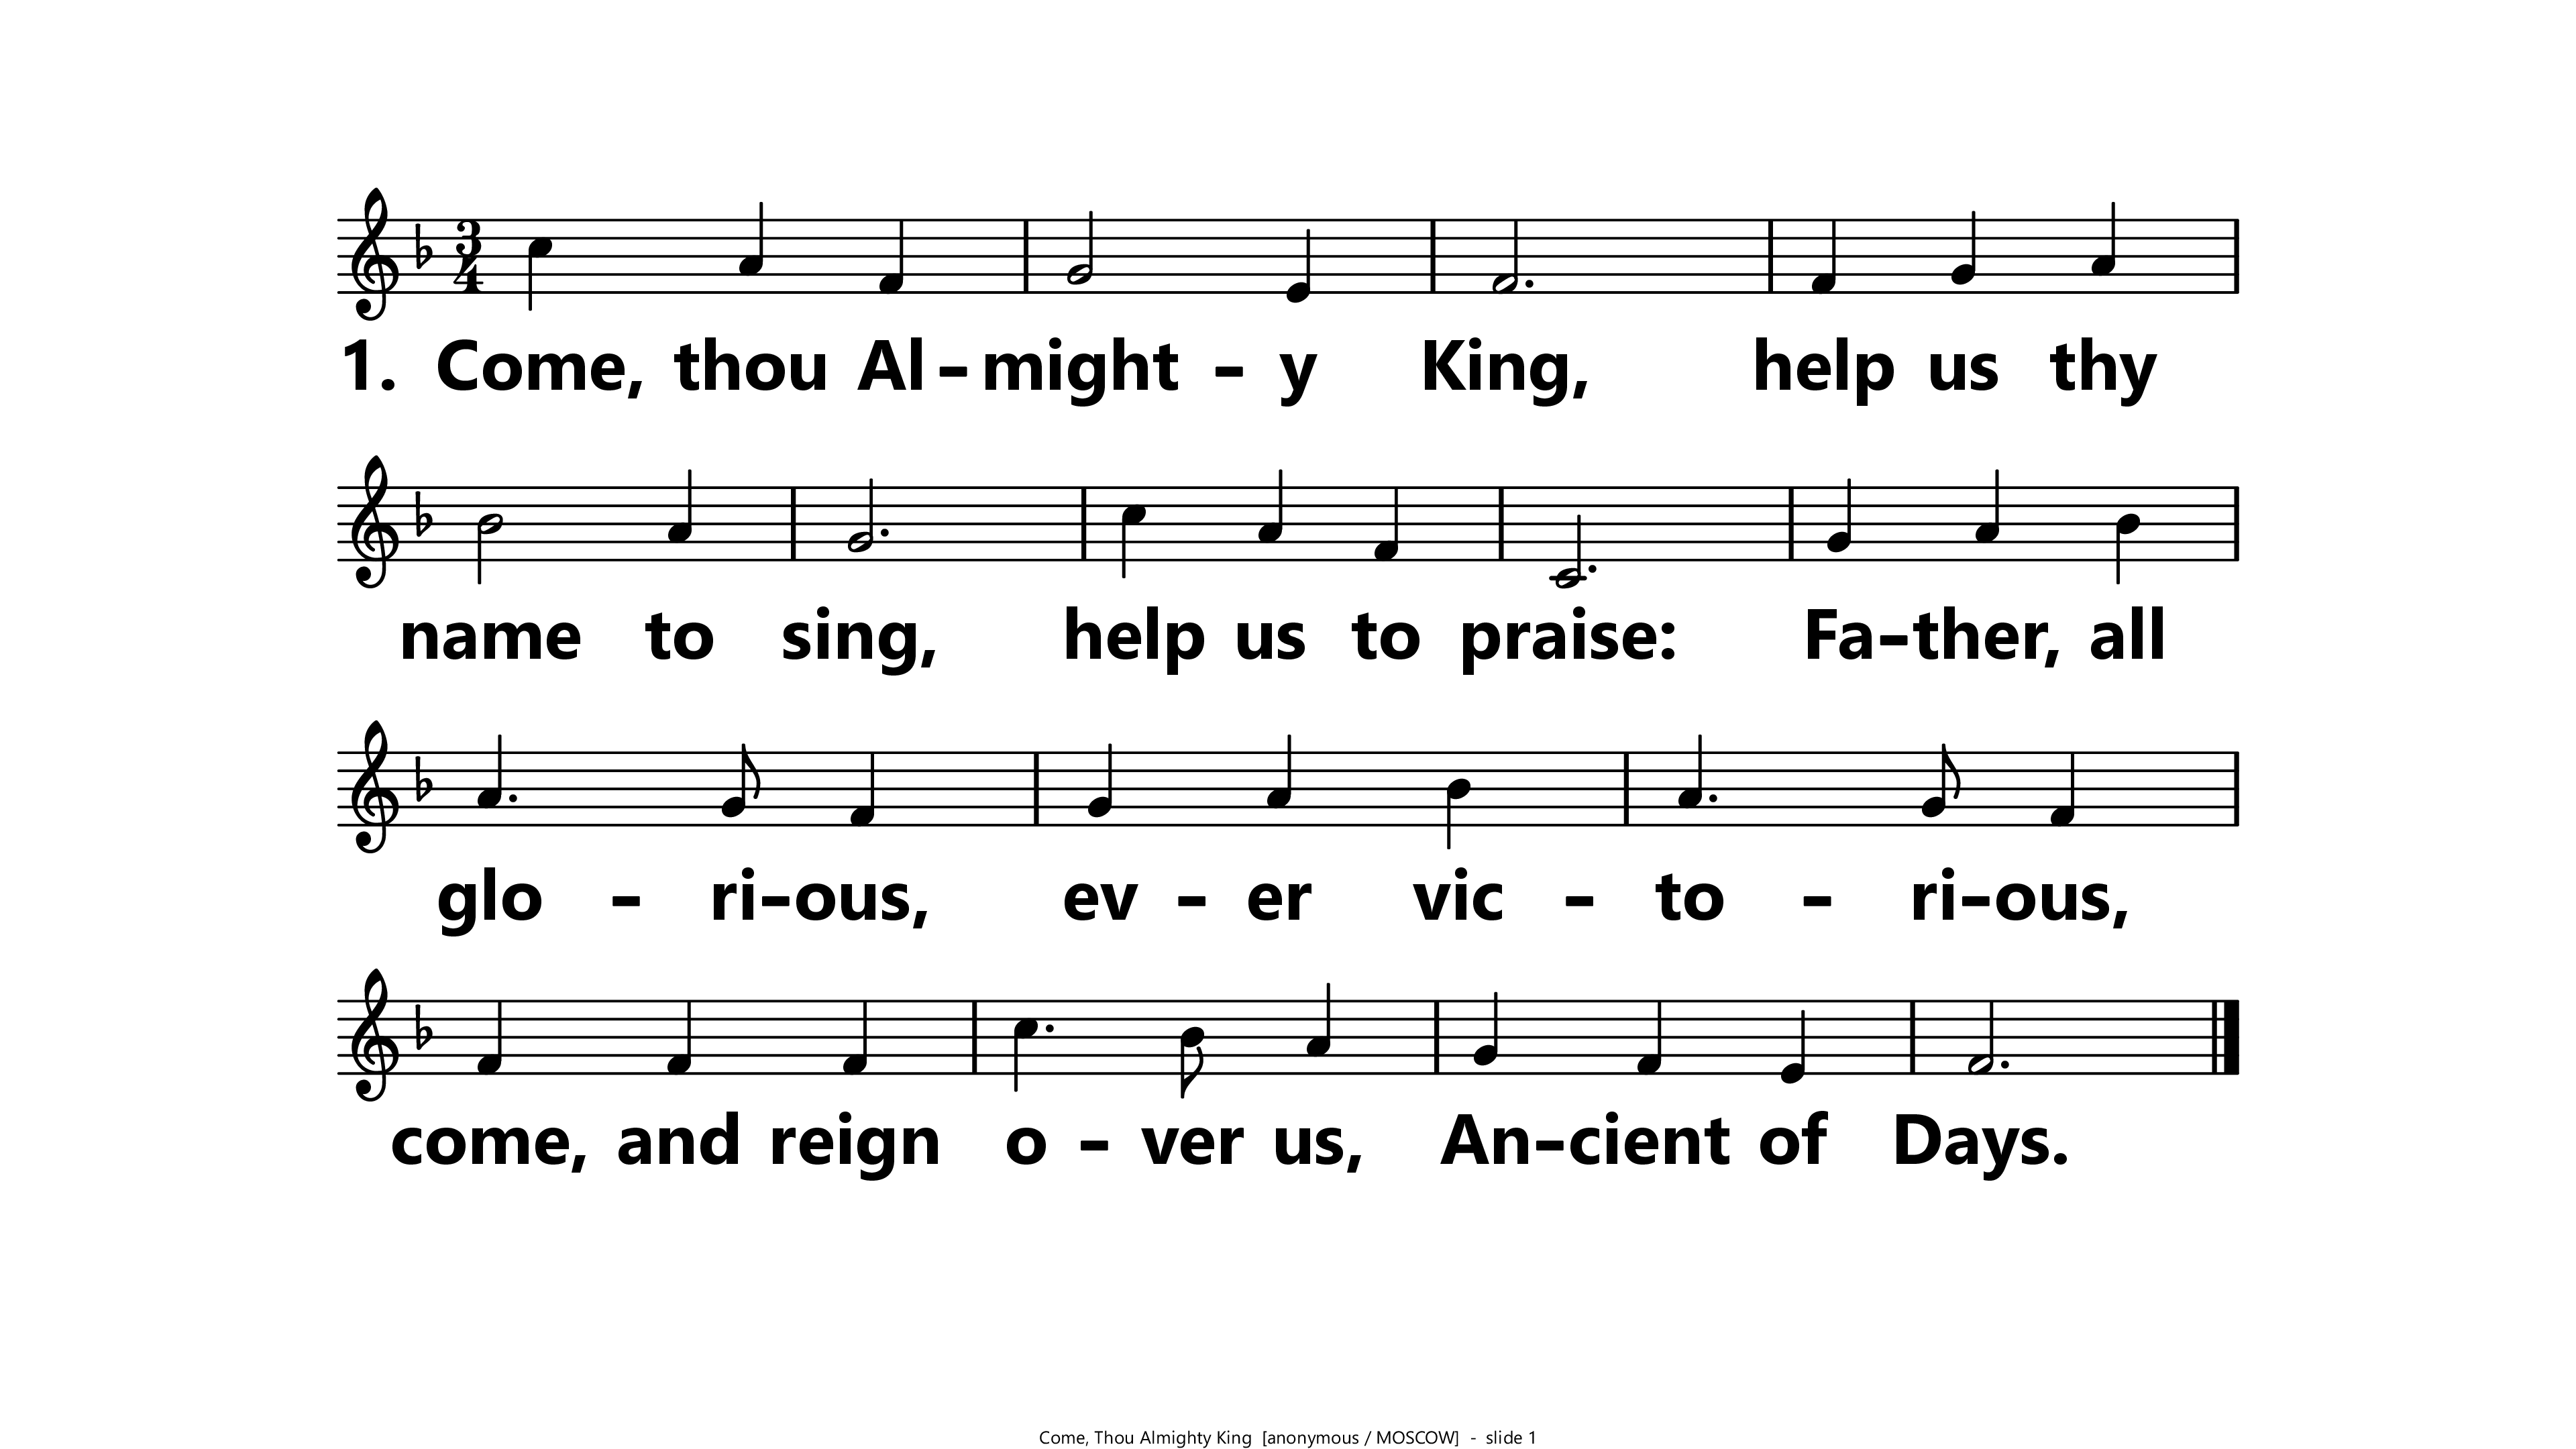 1. Come, thou Al-might-y King, help us thy
name to sing, help us to praise: Fa-ther, all
glo-ri-ous, ev-er vic-to-ri-ous,
come, and reign o-ver us, An-cient of Days.
Come, Thou Almighty King [anonymous / MOSCOW] - slide 1